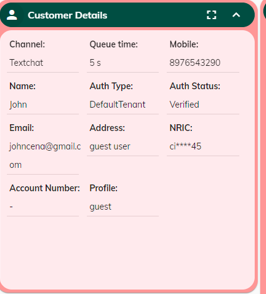 Customer Details
Channel: Queue time: Mobile:
Textchat 5 s 8976543290
Name: Auth Type: Auth Status:
John DefaultTenant Verified
Email: Address: NRIC:
johncena@gmail.c guest user ci****45
om
Account Number: Profile:
- guest